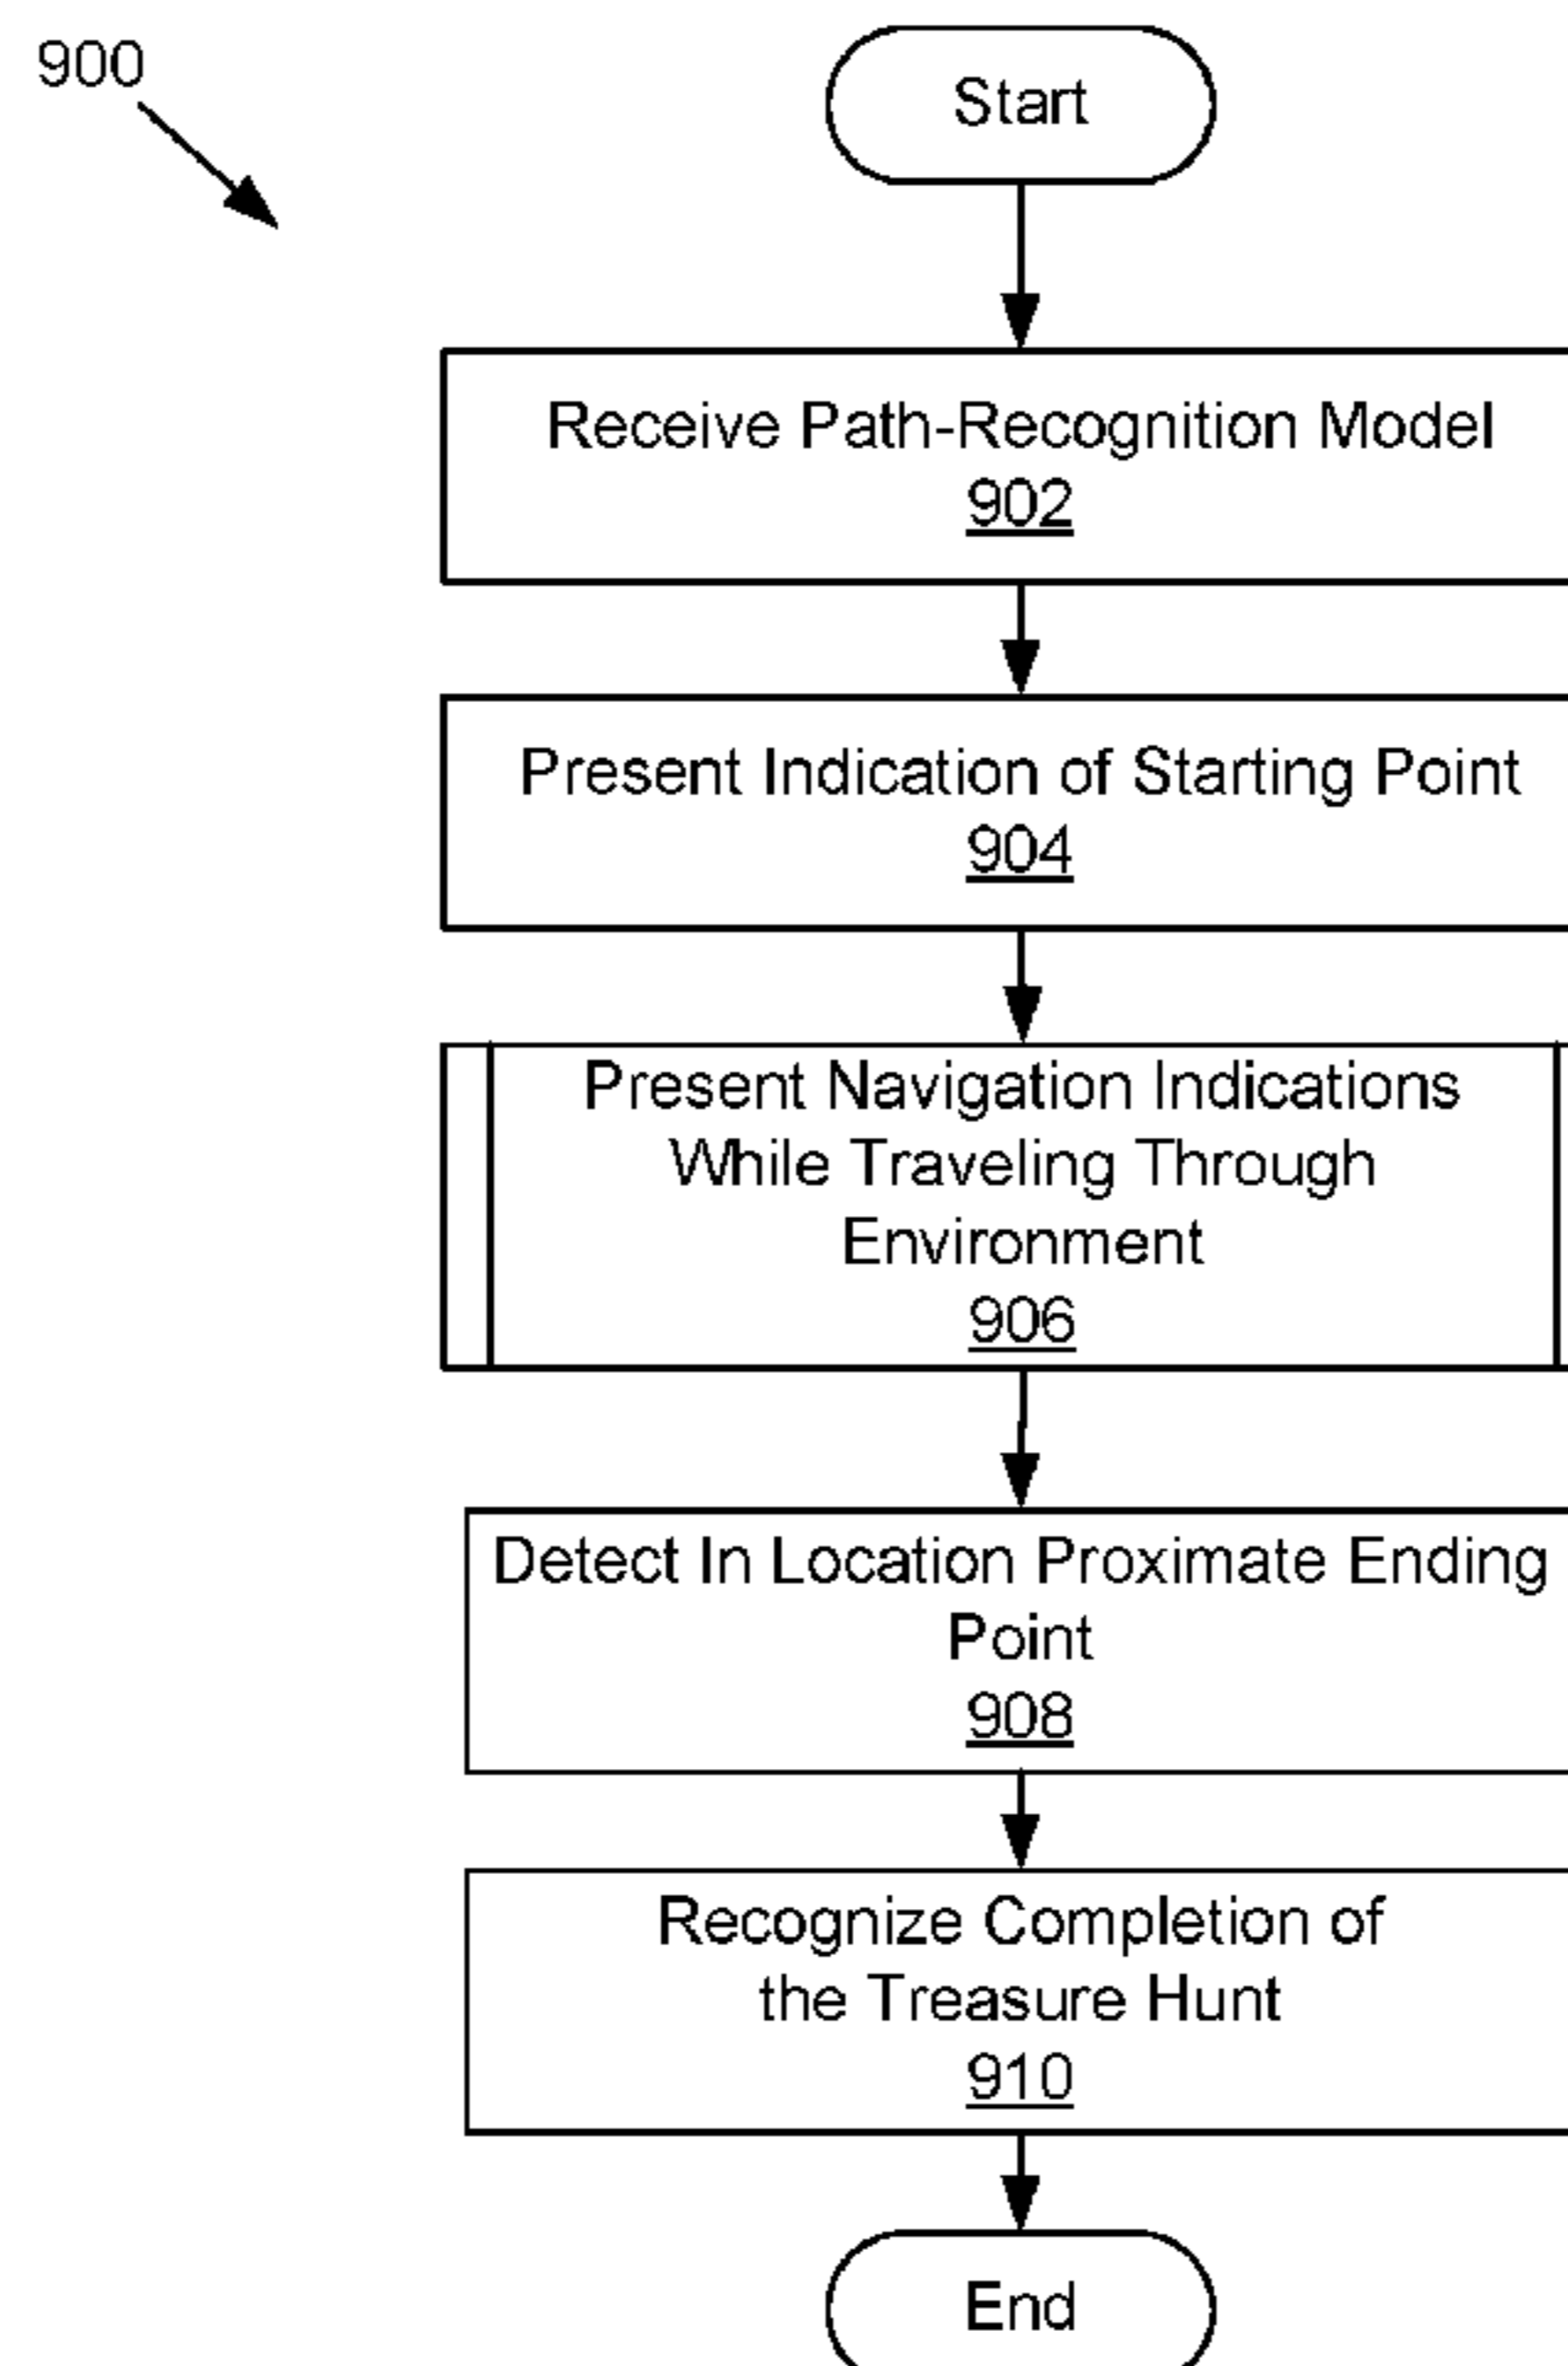 900
Start
Receive Path-Recognition Model
902
Present Indication of Starting Point
904
Present Navigation Indications
While Traveling Through
Environment
906
Detect In Location Proximate Ending
Point
908
Recognize Completion of
the Treasure Hunt
910
End